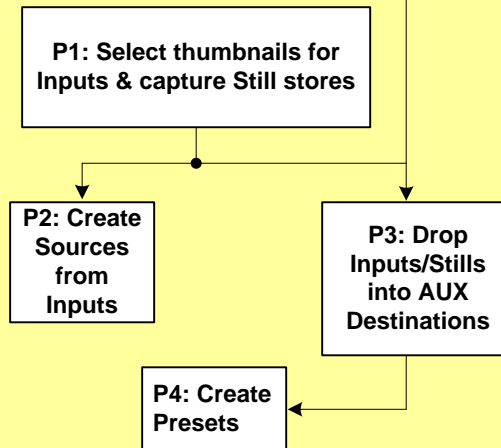 P1: Select thumbnails for
Inputs & capture Still stores
P2: Create
Sources
from
Inputs
P3: Drop
Inputs/Stills
into AUX
Destinations
P4: Create
Presets